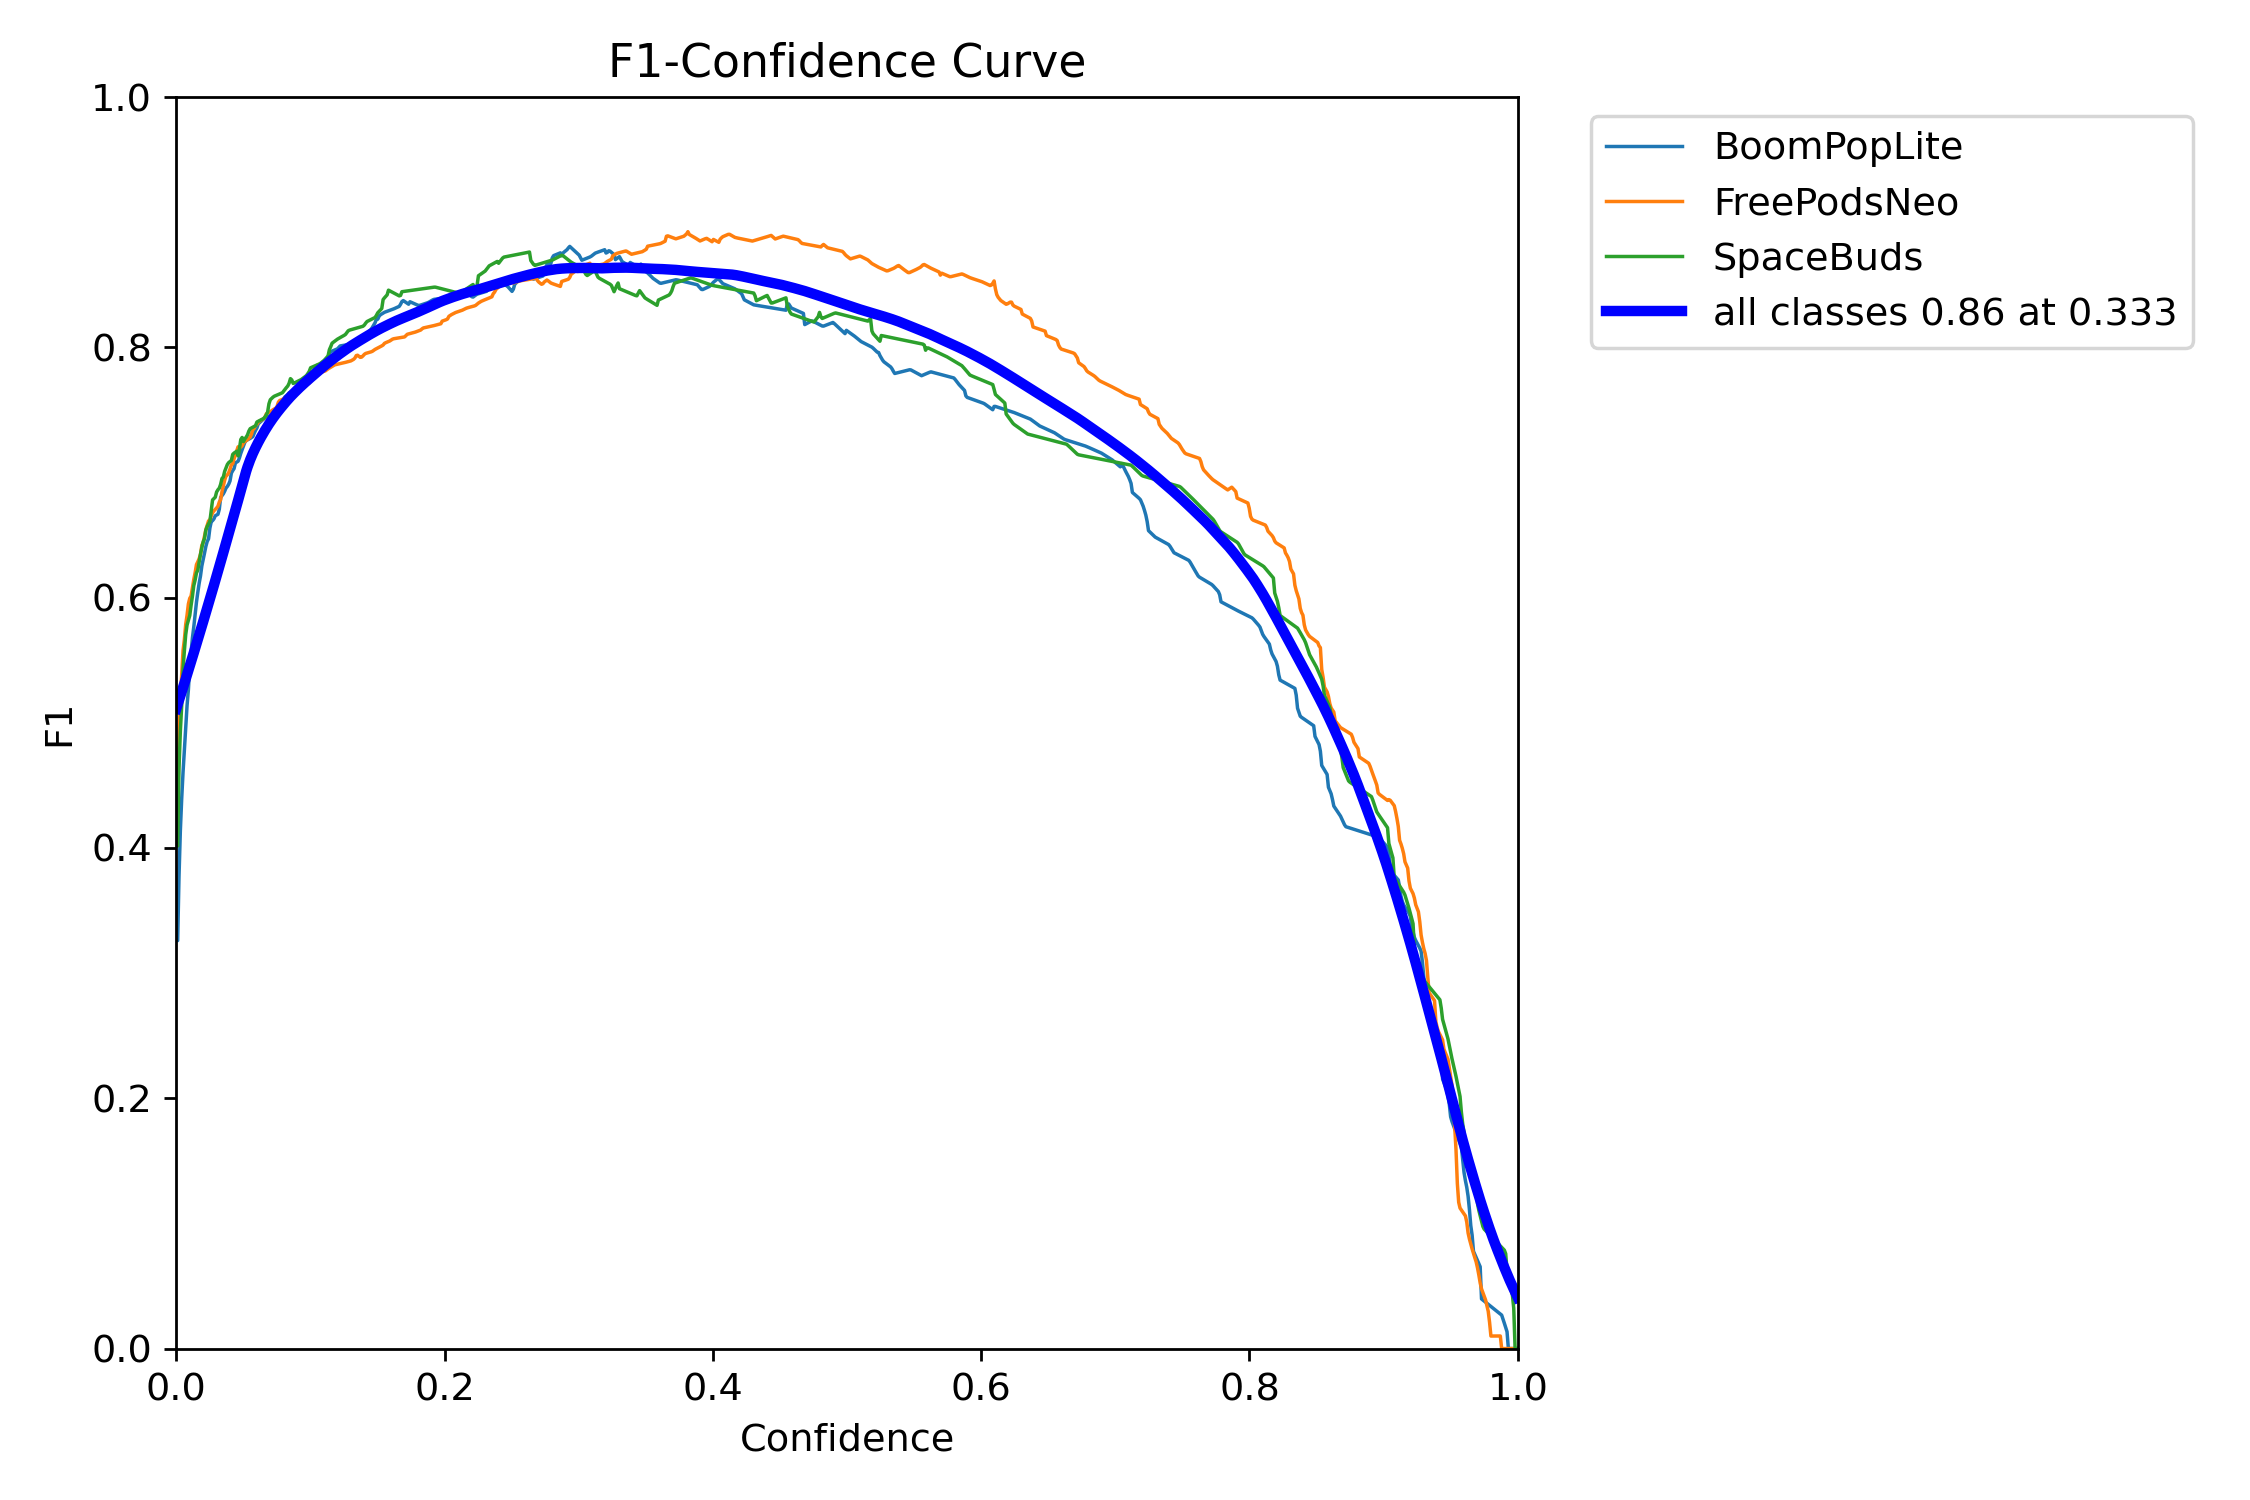 F1-Confidence Curve
1.0
0.8
0.6
0.4
0.2
0.0
F1
0.0 0.2 0.4 0.6 0.8 1.0
Confidence
BoomPopLite
FreePodsNeo
SpaceBuds
all classes 0.86 at 0.333